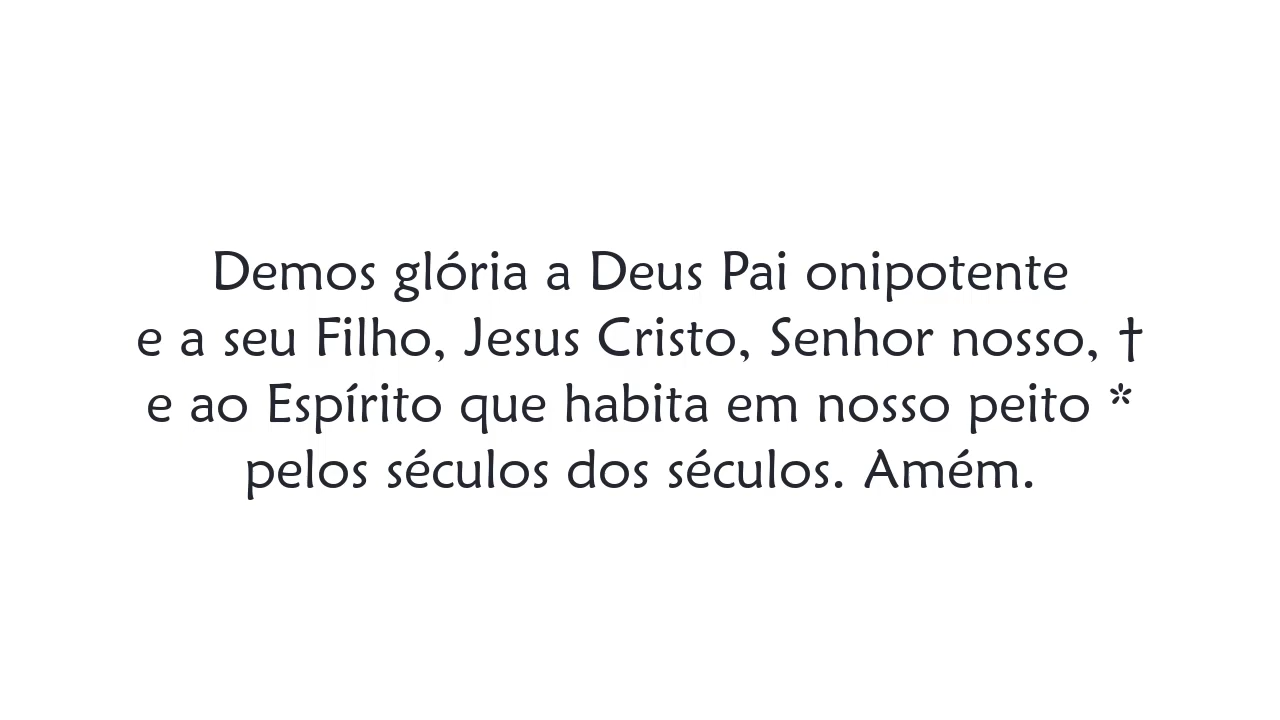 Demos glória a Deus Pai onipotente
e a seu Filho, Jesus Cristo, Senhor nosso, †
e ao Espírito que habita em nosso peito *
pelos séculos dos séculos. Amém.